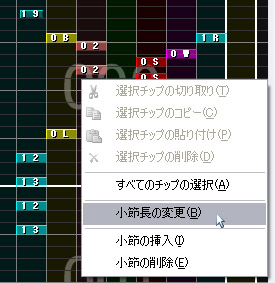 19
0B
02
1R
0W
02
0S
0S
0L
12
13
12
13
選択チップの切り取り(T)
選択チップのコピー(C)
選択チップの貼り付け(P)
選択チップの削除(D)
すべてのチップの選択(A)
小節長の変更(B)
小節の挿入(I)
小節の削除(E)